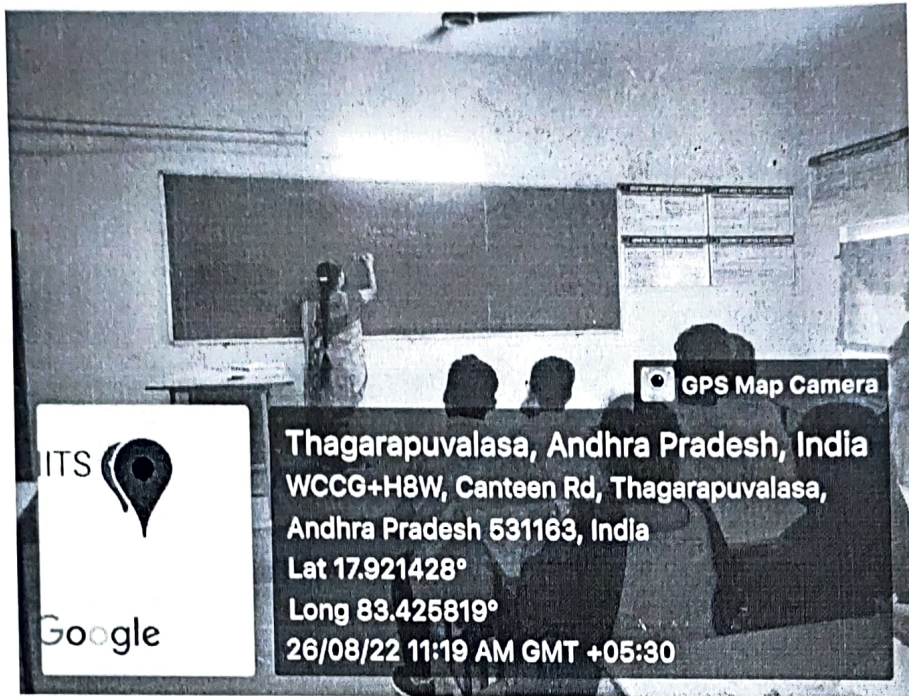 GPS Map Camera
ITS
Google
Thagarapuvalasa, Andhra Pradesh, India
WCCG+H8W, Canteen Rd, Thagarapuvalasa,
Andhra Pradesh 531163, India
Lat 17.921428°
Long 83.425819°
26/08/22 11:19 AM GMT +05:30